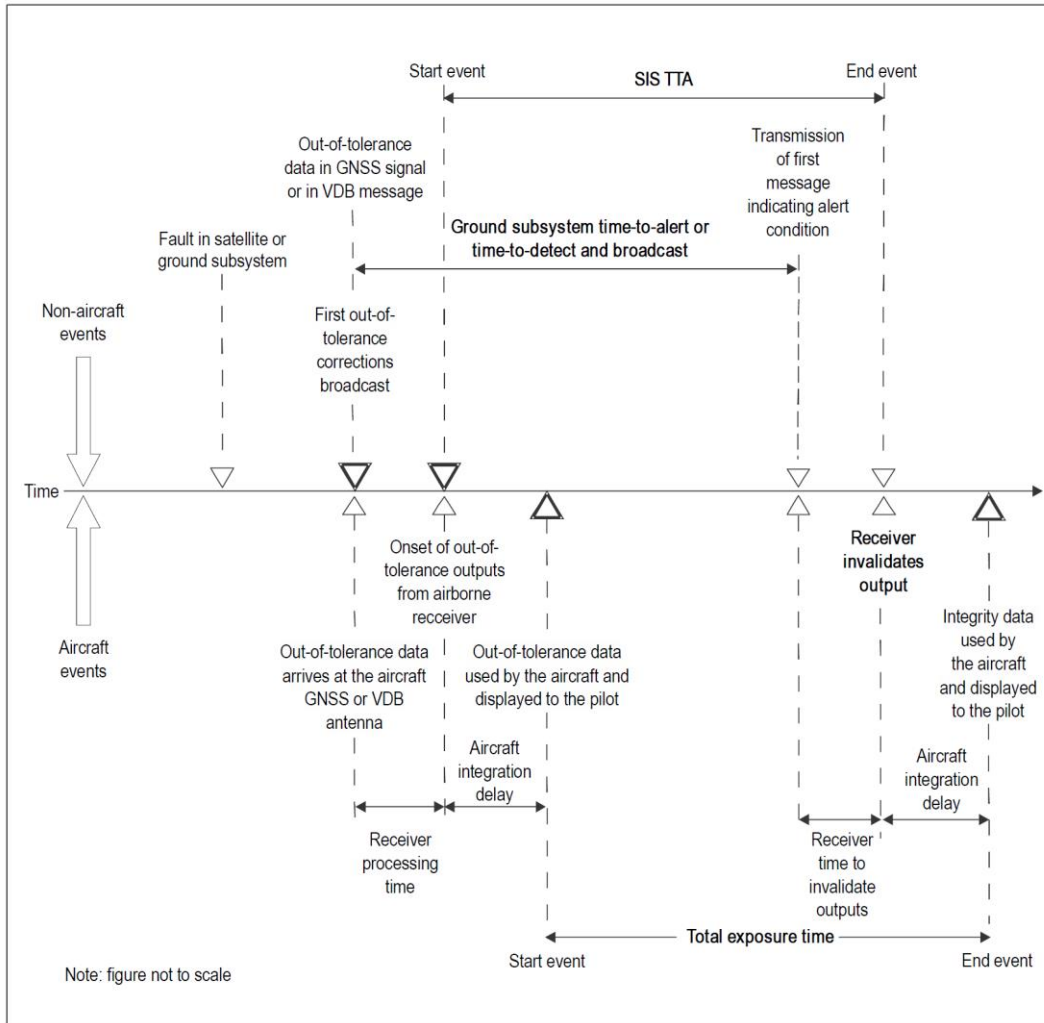 Start event
SIS TTA
End event
Out-of-tolerance
data in GNSS signal
or in VDB message
Transmission
of first
message
indicating alert
condition
Fault in satellite or
ground subsystem
Ground subsystem time-to-alert or
time-to-detect and broadcast
Non-aircraft
events
First out-of-
tolerance
corrections
broadcast
Time
Aircraft
events
Onset of out-of-
tolerance outputs
from airborne
recceiver
Receiver
invalidates
output
Out-of-tolerance data
arrives at the aircraft
GNSS or VDB
antenna
Out-of-tolerance data
used by the aircraft and
displayed to the pilot
Integrity data
used by
the aircraft
and displayed
to the pilot
Aircraft
integration
delay
Aircraft
integration
delay
Receiver
processing
time
Receiver
time to
invalidate
outputs
Total exposure time
Start event
End event
Note: figure not to scale